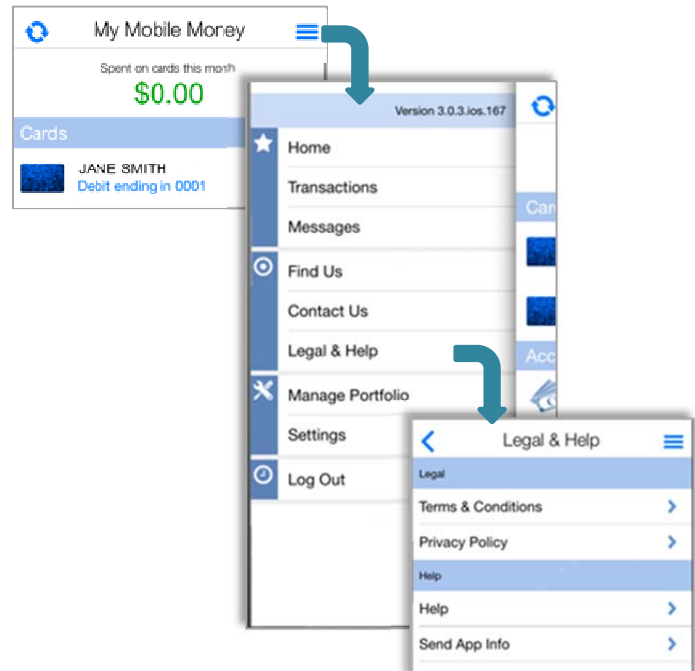 My Mobile Money
Spent on cards this month
$0.00
Cards
JANE SMITH
Debit ending in 0001
Version 3.0.3.ios.167
Home
Transactions
Messages
Find Us
Contact Us
Legal & Help
Manage Portfolio
Settings
Log Out
Car
Acc
Legal & Help
Legal
Terms & Conditions
Privacy Policy
Help
Help
Send App Info